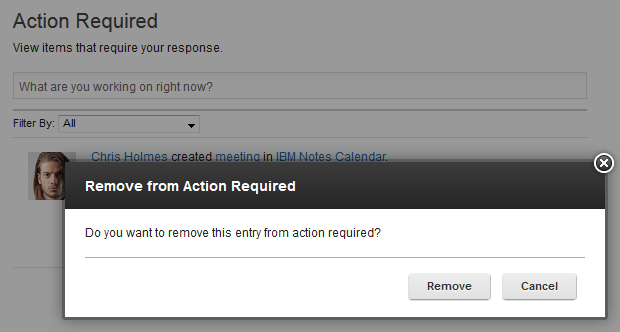 Action Required
View items that require your response.
What are you working on right now?
Filter By: All
Chris Holmes created meeting in IBM Notes Calendar.
Remove from Action Required
Do you want to remove this entry from action required?
Remove Cancel